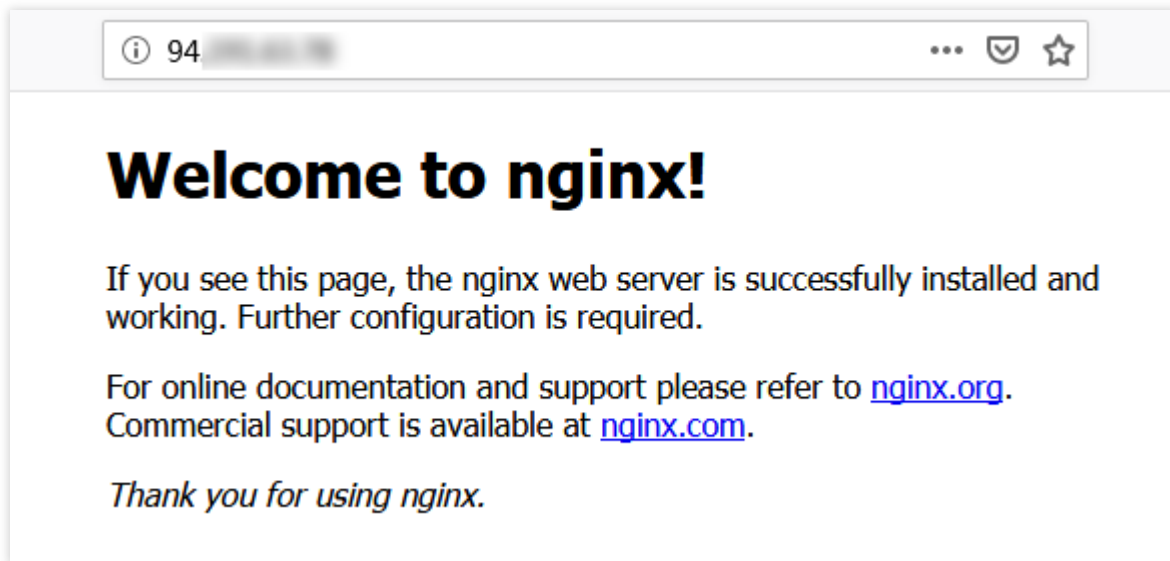 94.
Welcome to nginx!
If you see this page, the nginx web server is successfully installed and
working. Further configuration is required.
For online documentation and support please refer to nginx.org.
Commercial support is available at nginx.com.
Thank you for using nginx.